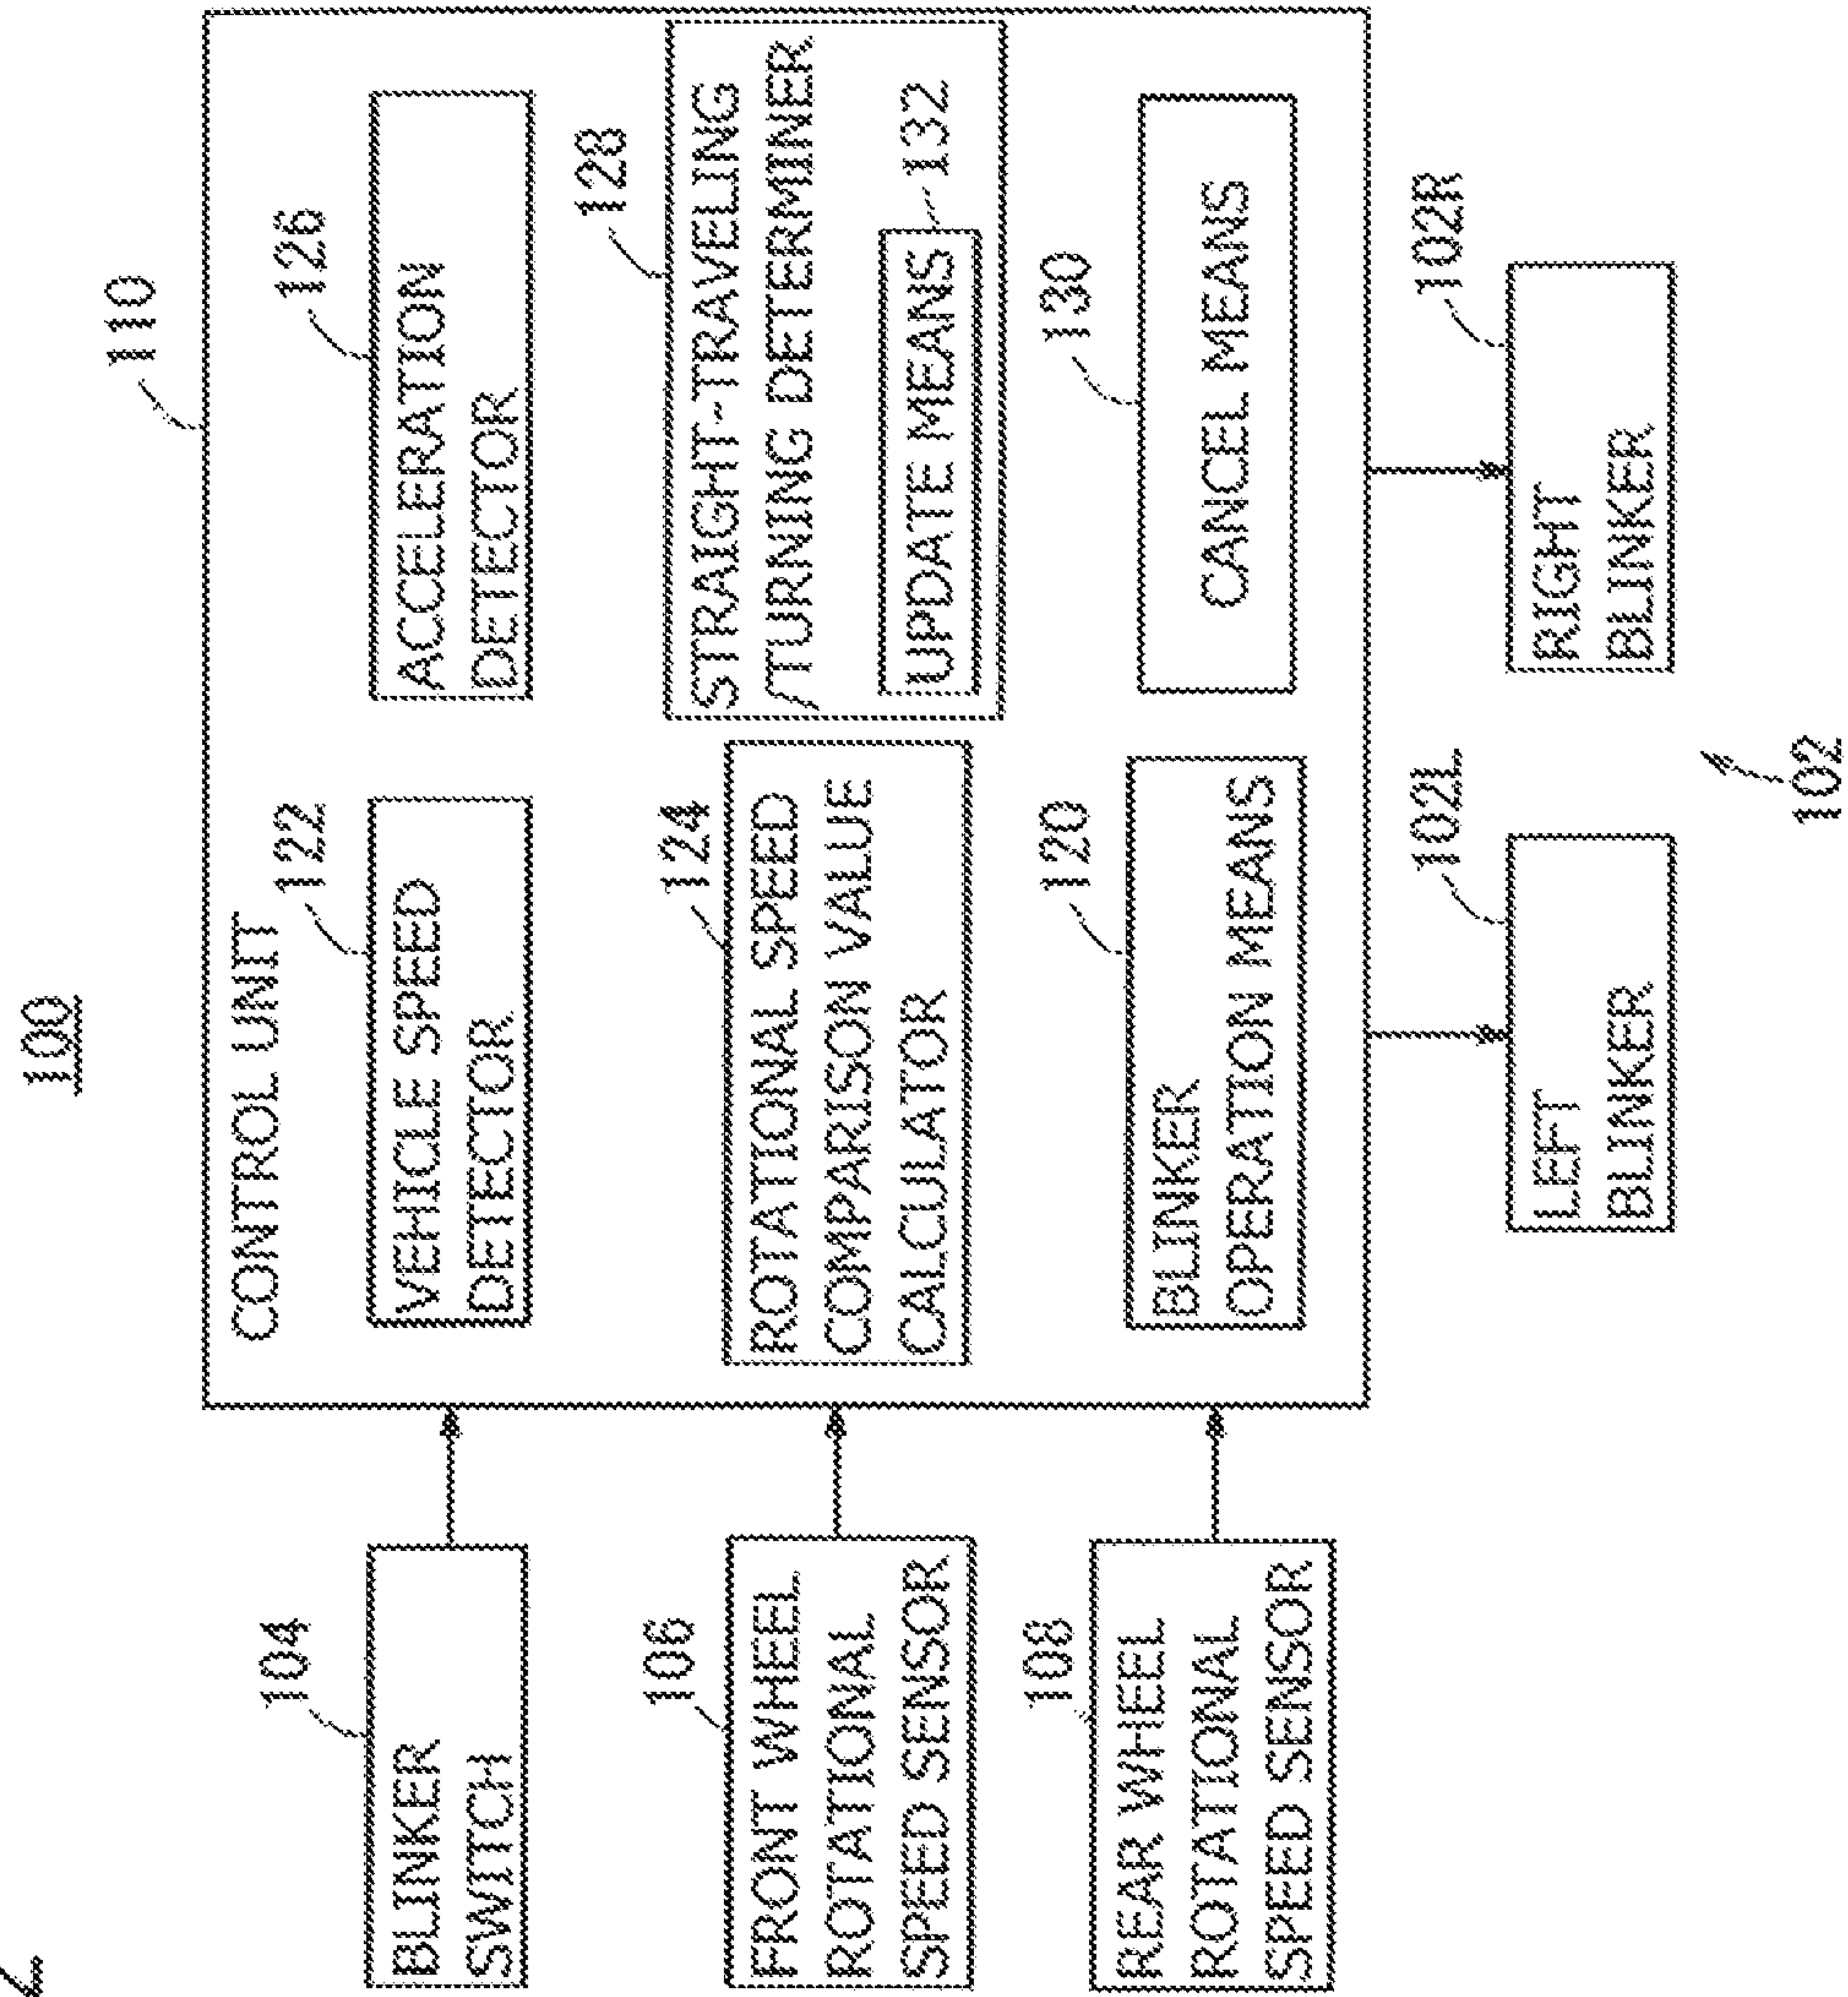 100
110
CONTROL UNIT
104
BLINKER
SWITCH
122
VEHICLE SPEED
DETECTOR
126
ACCELERATION
DETECTOR
106
FRONT WHEEL
ROTATIONAL
SPEED SENSOR
124
ROTATIONAL SPEED
COMPARISON VALUE
CALCULATOR
128
STRAIGHT-TRAVELING
/TURNING DETERMINER
UPDATE MEANS
132
108
REAR WHEEL
ROTATIONAL
SPEED SENSOR
120
BLINKER
OPERATION MEANS
130
CANCEL MEANS
102L
LEFT
BLINKER
102R
RIGHT
BLINKER
102